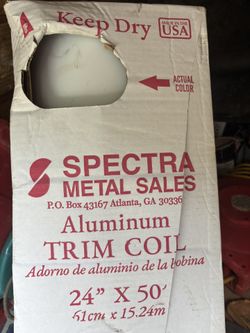 Keep Dry
MADE IN THE
USA
ACTUAL
COLOR
SPECTRA
METAL SALES
P.O. Box 43167 Atlanta, GA 30336
Aluminum
TRIM COIL
Adorno de aluminio de la bobina
24" X 50'
61cm x 15.24m